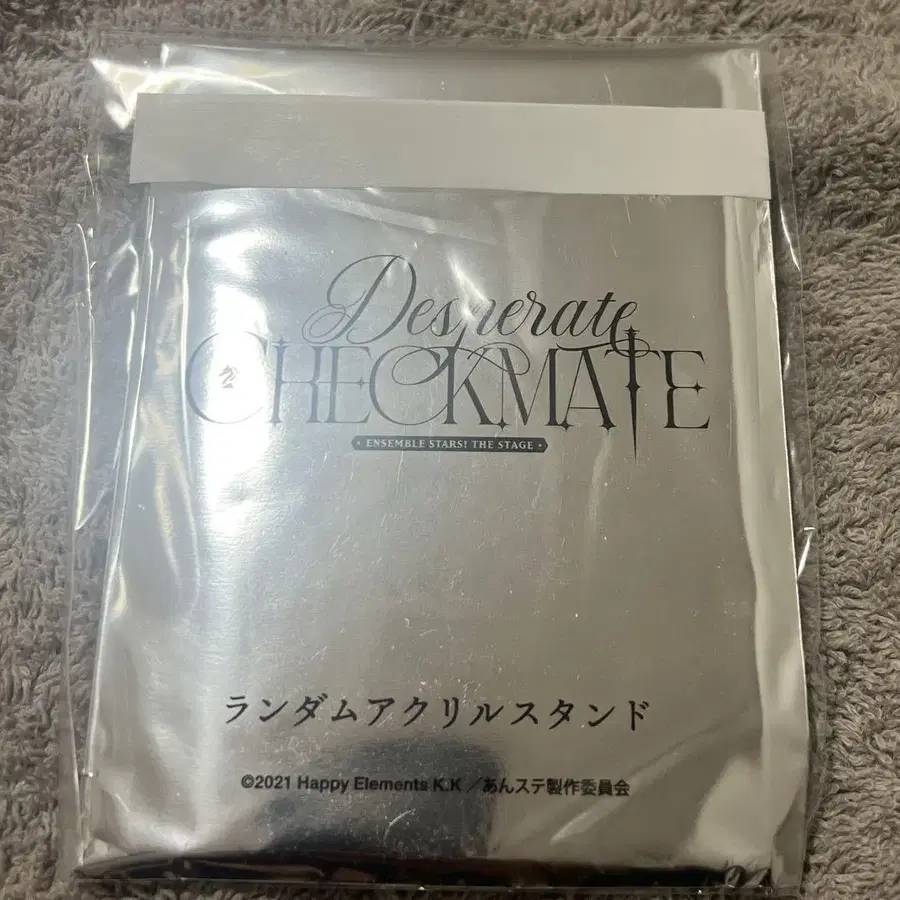 Desperate
CHECKMATE
• ENSEMBLE STARS! THE STAGE •
ランダムアクリルスタンド
©2021 Happy Elements K.K／あんステ製作委員会